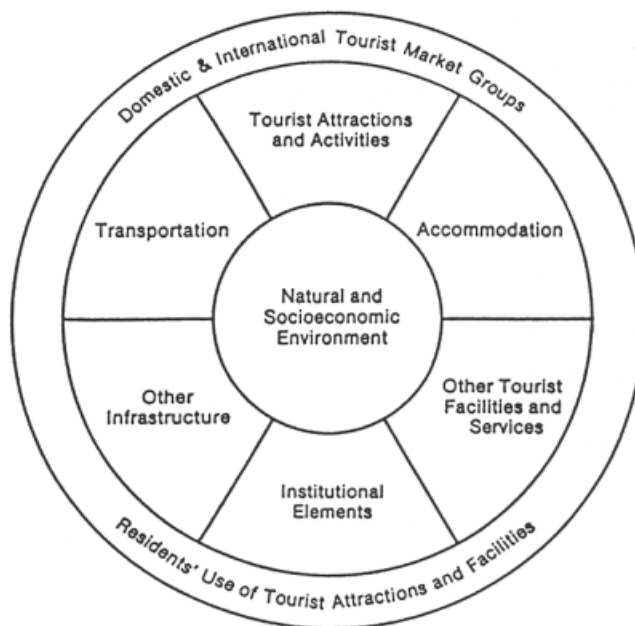 Domestic & International Tourist Market Groups
Tourist Attractions
and Activities
Transportation
Accommodation
Natural and
Socioeconomic
Environment
Other
Infrastructure
Other Tourist
Facilities and
Services
Institutional
Elements
Residents' Use of Tourist Attractions and Facilities